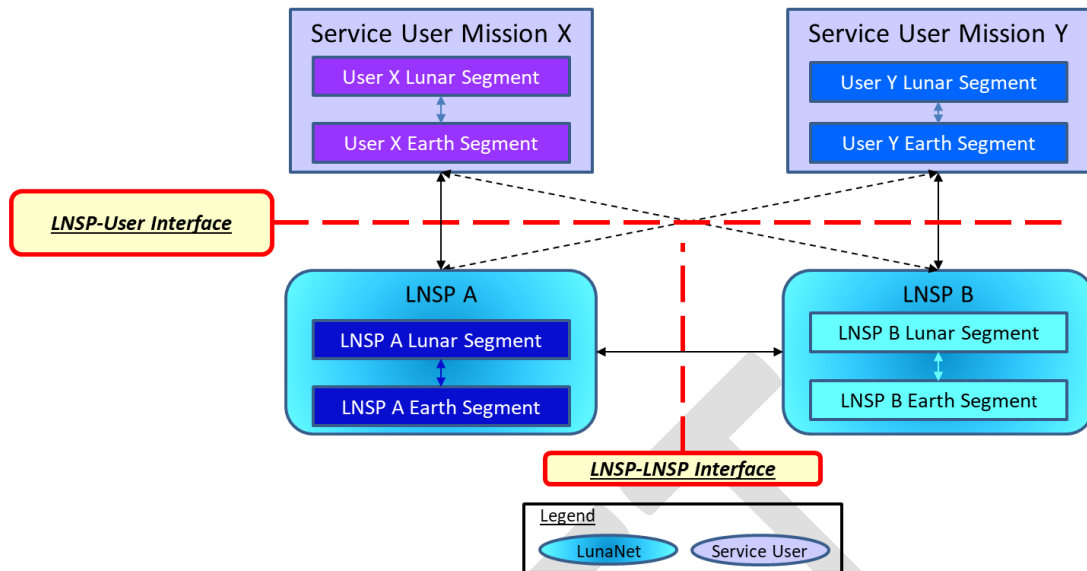 Service User Mission X
User X Lunar Segment
User X Earth Segment
Service User Mission Y
User Y Lunar Segment
User Y Earth Segment
LNSP-User Interface
LNSP A
LNSP A Lunar Segment
LNSP A Earth Segment
LNSP B
LNSP B Lunar Segment
LNSP B Earth Segment
LNSP-LNSP Interface
Legend
LunaNet
Service User